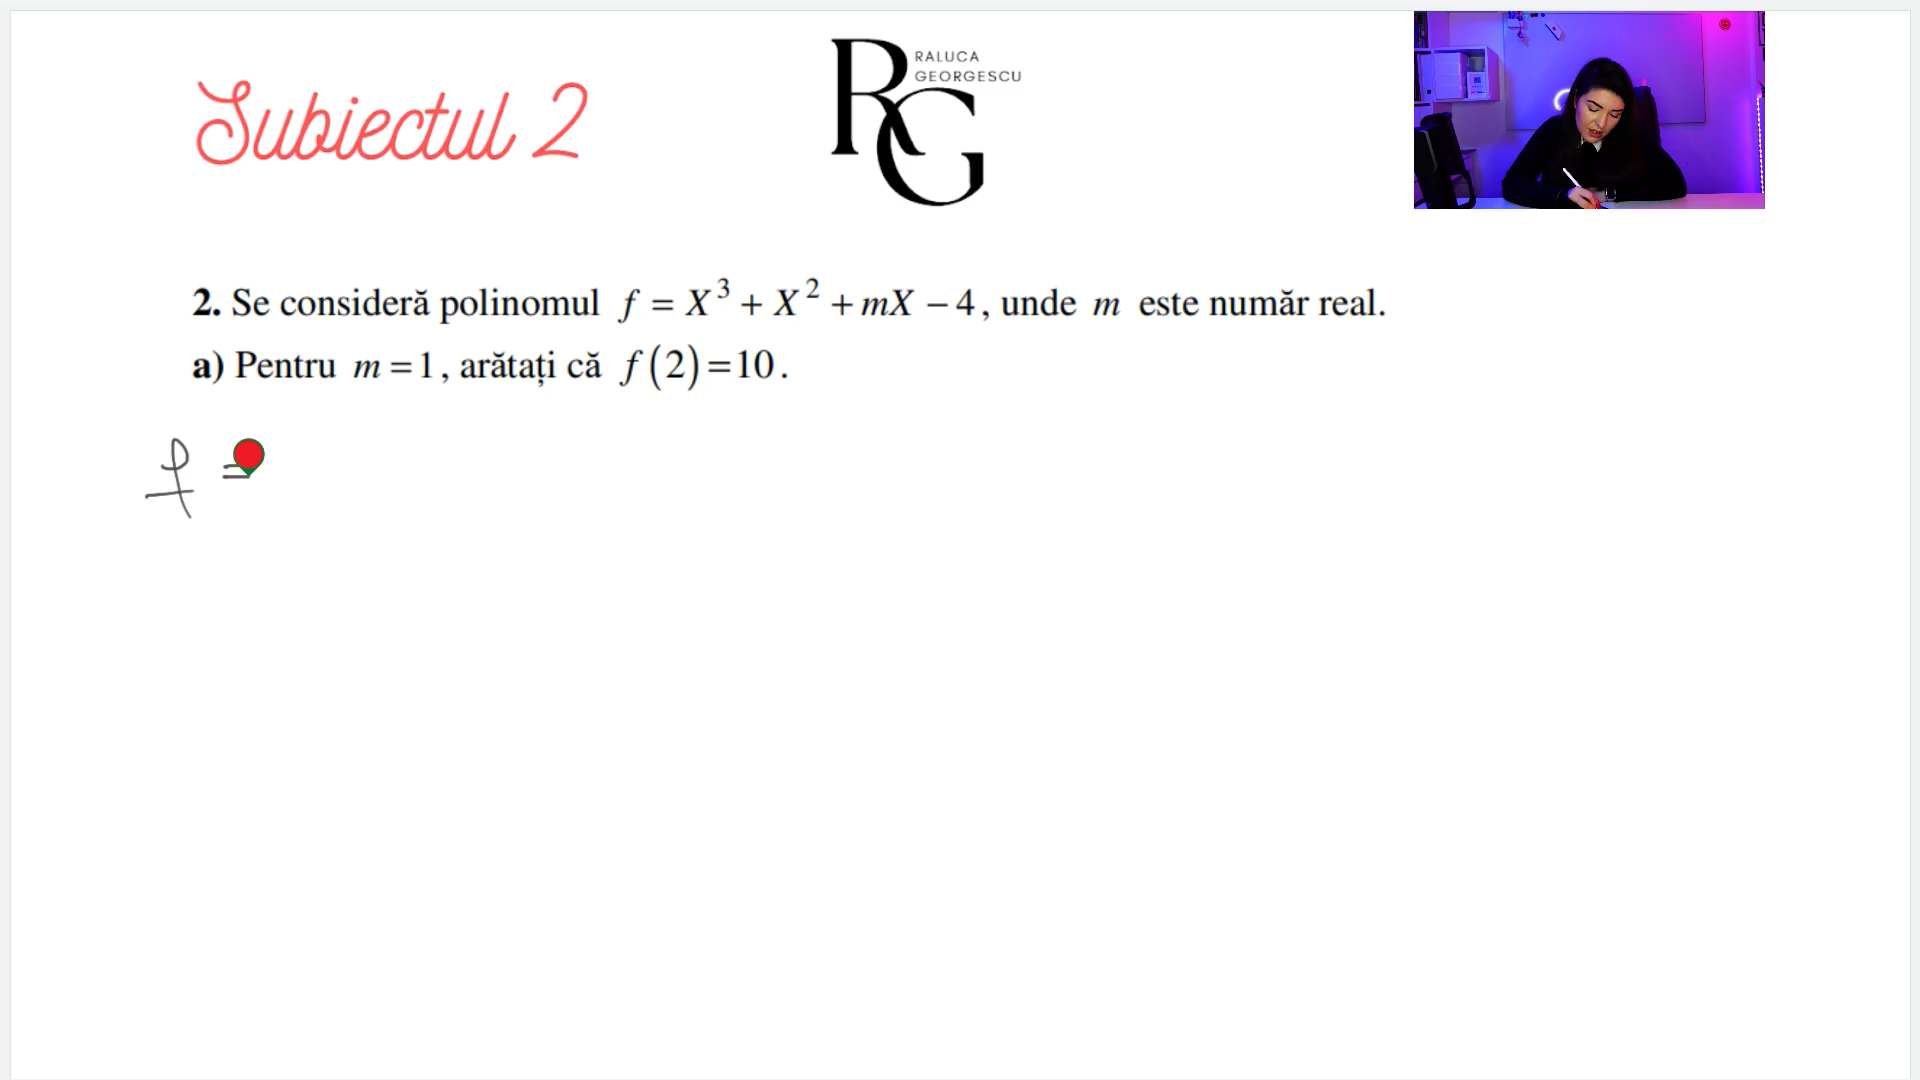 Subiectul 2
RG
RALUCA
GEORGESCU
2. Se consideră polinomul f = X³ + X² + mX − 4, unde m este număr real.
a) Pentru m = 1, arătați că f(2) = 10.
f =